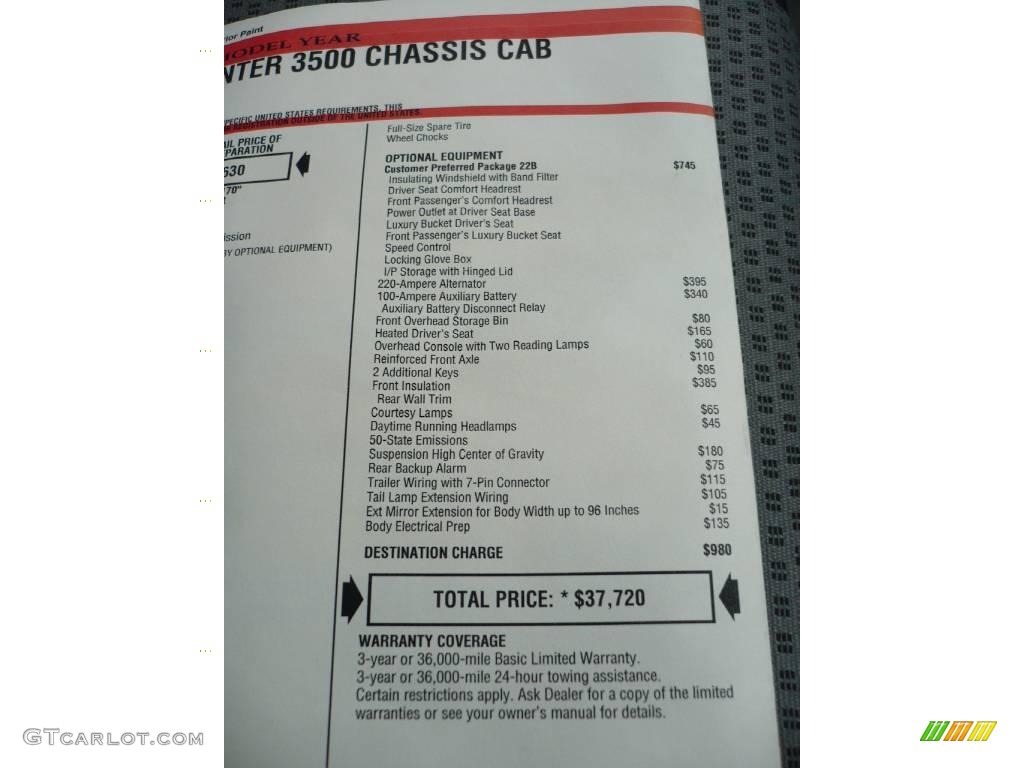 rior Paint
MODEL YEAR
NTER 3500 CHASSIS CAB
PECIFIC UNITED STATES REQUIREMENTS. THIS
REGISTRATION OUTSIDE OF THE UNITED STATES.
IL PRICE OF
PARATION
630
170"
ission
BY OPTIONAL EQUIPMENT)
Full-Size Spare Tire
Wheel Chocks
OPTIONAL EQUIPMENT
Customer Preferred Package 22B $745
Insulating Windshield with Band Filter
Driver Seat Comfort Headrest
Front Passenger's Comfort Headrest
Power Outlet at Driver Seat Base
Luxury Bucket Driver's Seat
Front Passenger's Luxury Bucket Seat
Speed Control
Locking Glove Box
I/P Storage with Hinged Lid
220-Ampere Alternator $395
100-Ampere Auxiliary Battery $340
Auxiliary Battery Disconnect Relay
Front Overhead Storage Bin $80
Heated Driver's Seat $165
Overhead Console with Two Reading Lamps $60
Reinforced Front Axle $110
2 Additional Keys $95
Front Insulation $385
Rear Wall Trim
Courtesy Lamps $65
Daytime Running Headlamps $45
50-State Emissions
Suspension High Center of Gravity $180
Rear Backup Alarm $75
Trailer Wiring with 7-Pin Connector $115
Tail Lamp Extension Wiring $105
Ext Mirror Extension for Body Width up to 96 Inches $15
Body Electrical Prep $135
DESTINATION CHARGE $980
TOTAL PRICE: * $37,720
WARRANTY COVERAGE
3-year or 36,000-mile Basic Limited Warranty.
3-year or 36,000-mile 24-hour towing assistance.
Certain restrictions apply. Ask Dealer for a copy of the limited
warranties or see your owner's manual for details.
GTCARLOT.COM